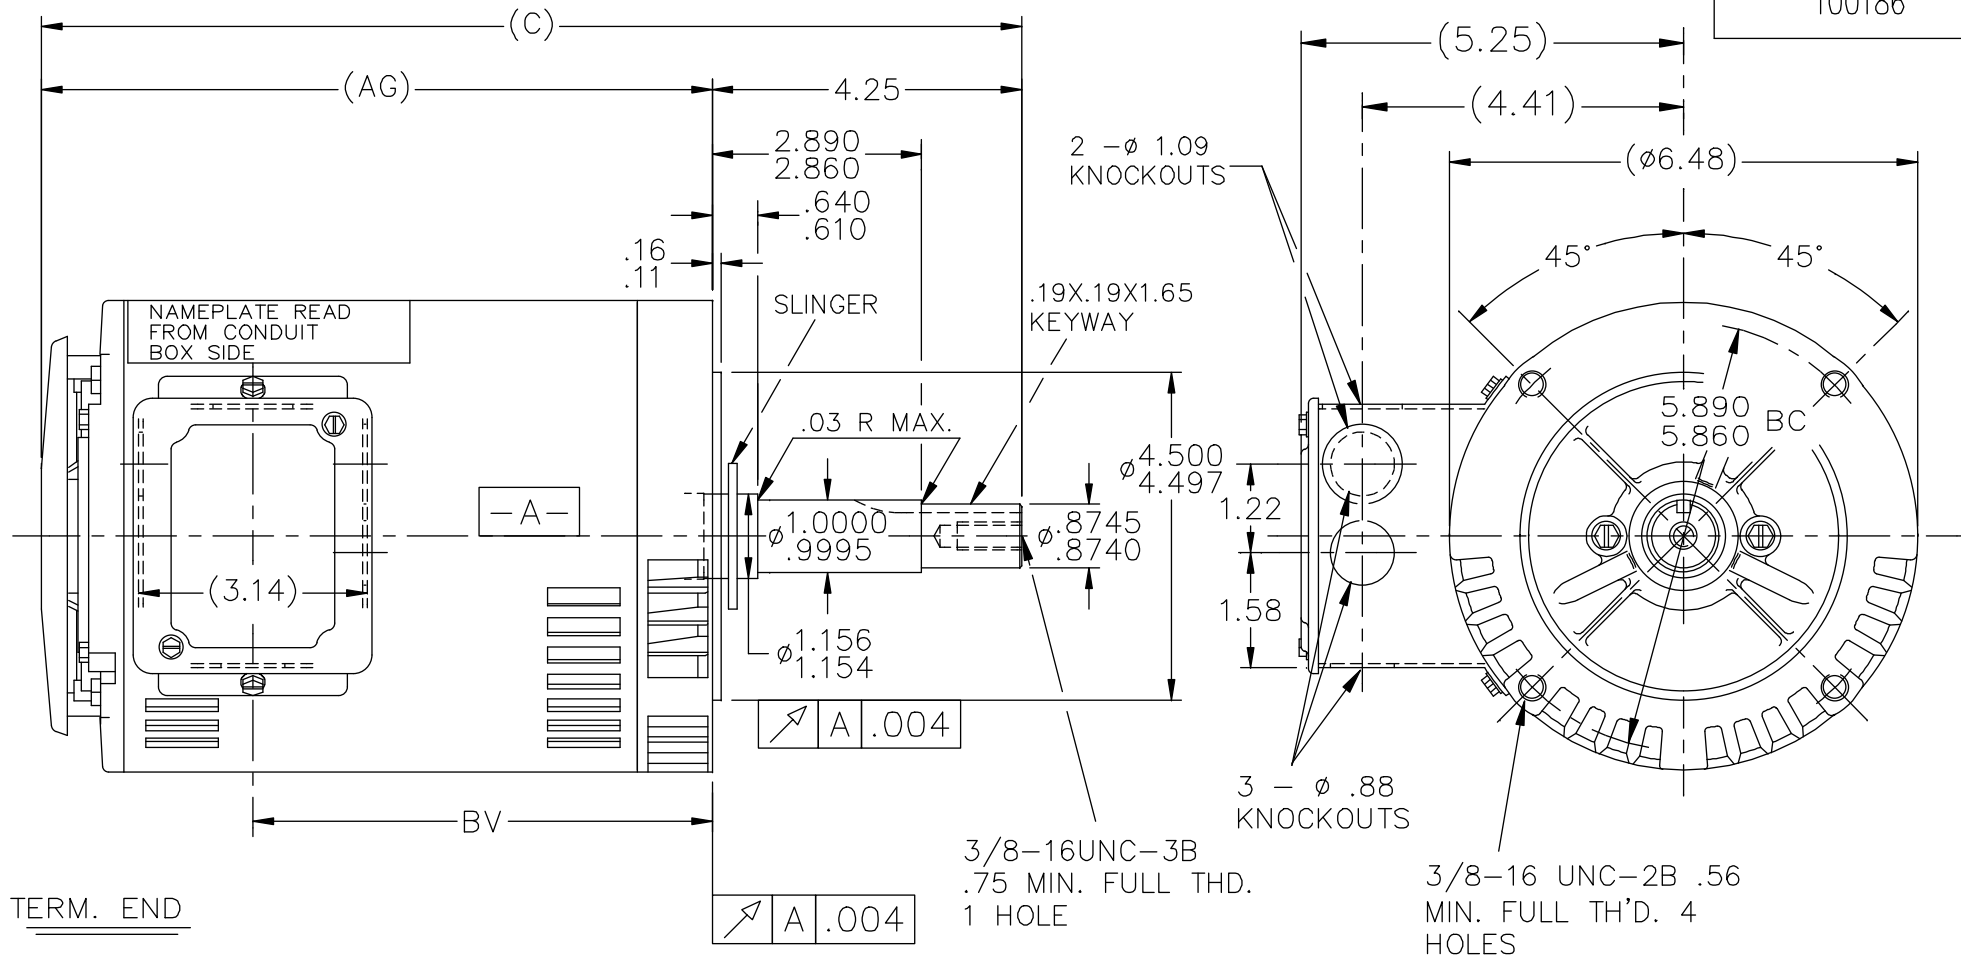 100186
(C)
(5.25)
(AG)
4.25
(4.41)
2.890
2.860
2 -ø 1.09
KNOCKOUTS
(ø6.48)
.640
.610
.16
.11
45°
45°
SLINGER
.19X.19X1.65
KEYWAY
NAMEPLATE READ
FROM CONDUIT
BOX SIDE
.03 R MAX.
5.890
5.860
BC
ø4.500
4.497
1.22
-A-
ø1.0000
.9995
ø.8745
.8740
(3.14)
1.58
ø1.156
1.154
A .004
3 - ø .88
KNOCKOUTS
BV
3/8-16UNC-3B
.75 MIN. FULL THD.
1 HOLE
3/8-16 UNC-2B .56
MIN. FULL TH'D. 4
HOLES
TERM. END
A .004